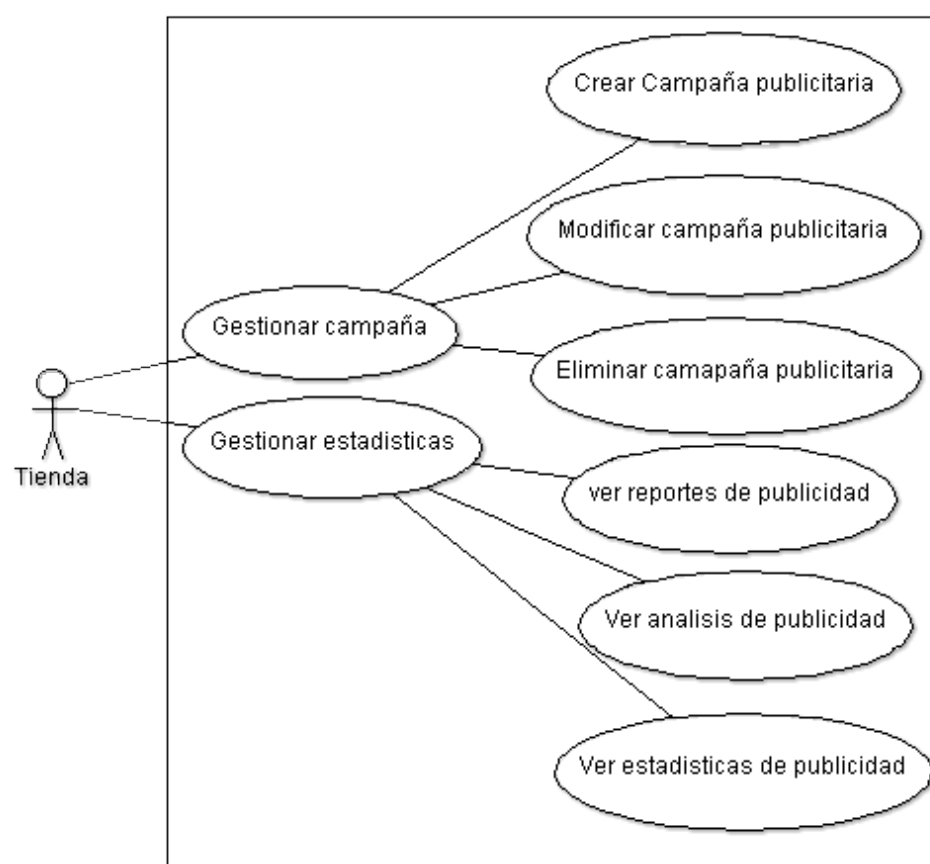 Crear Campaña publicitaria
Modificar campaña publicitaria
Gestionar campaña
Eliminar camapaña publicitaria
Gestionar estadisticas
Tienda
ver reportes de publicidad
Ver analisis de publicidad
Ver estadisticas de publicidad